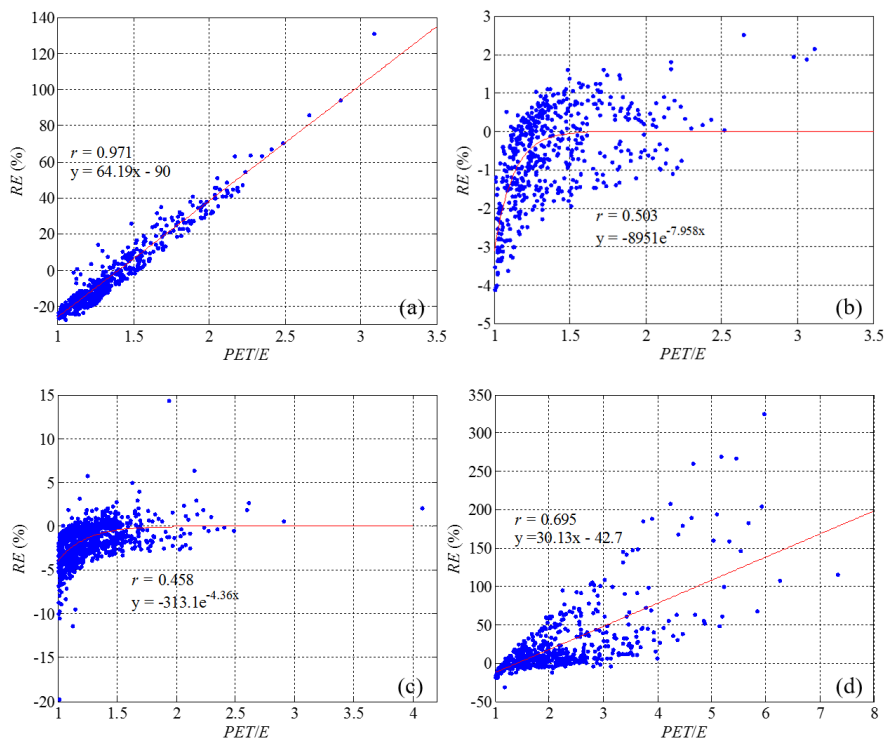 140
120
100
80
60
40
20
0
-20
RE (%)
r = 0.971
y = 64.19x - 90
(a)
1 1.5 2 2.5 3 3.5
PET/E
3
2
1
0
-1
-2
-3
-4
-5
RE (%)
r = 0.503
y = -8951e^-7.958x
(b)
1 1.5 2 2.5 3 3.5
PET/E
15
10
5
0
-5
-10
-15
-20
RE (%)
r = 0.458
y = -313.1e^-4.36x
(c)
1 1.5 2 2.5 3 3.5 4
PET/E
350
300
250
200
150
100
50
0
-50
RE (%)
r = 0.695
y =30.13x - 42.7
(d)
1 2 3 4 5 6 7 8
PET/E